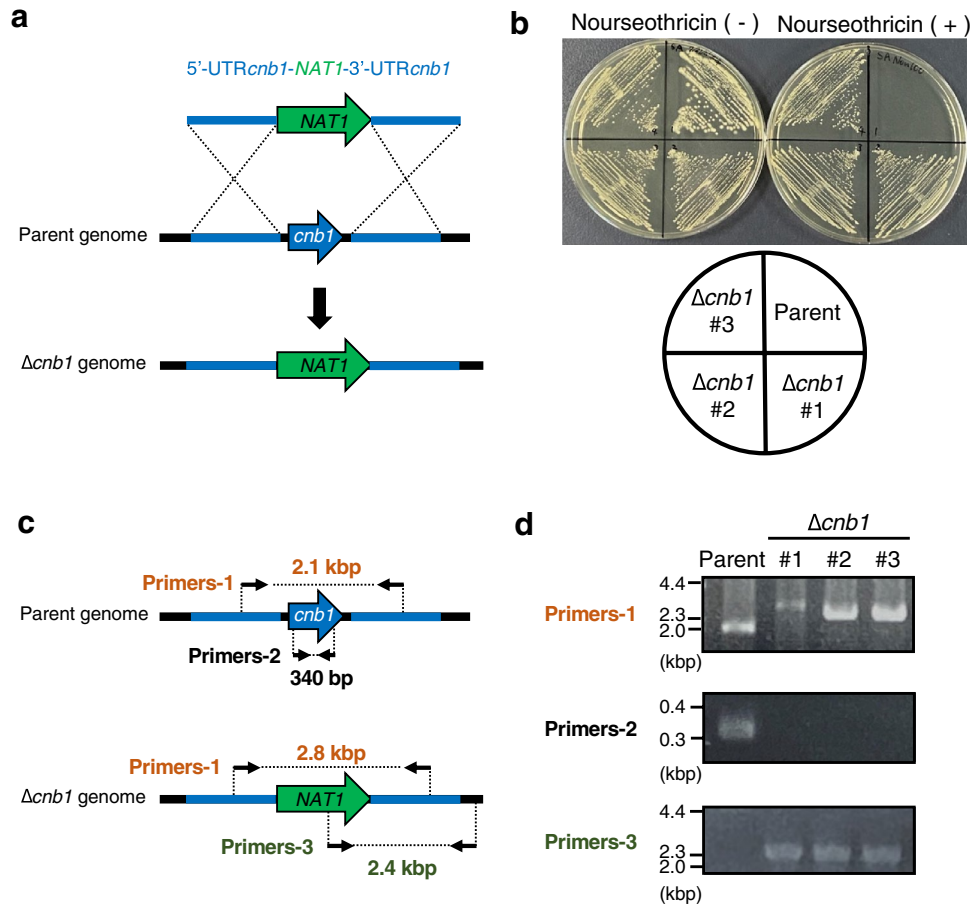 a
5'-UTRcnb1-NAT1-3'-UTRcnb1
NAT1
Parent genome
cnb1
Δcnb1 genome
NAT1
b
Nourseothricin ( - )
Nourseothricin ( + )
Δcnb1
#3
Parent
Δcnb1
#2
Δcnb1
#1
c
2.1 kbp
Primers-1
Parent genome
cnb1
Primers-2
340 bp
2.8 kbp
Primers-1
Δcnb1 genome
NAT1
Primers-3
2.4 kbp
d
Δcnb1
Parent #1 #2 #3
Primers-1
4.4
2.3
2.0
(kbp)
Primers-2
0.4
0.3
(kbp)
Primers-3
4.4
2.3
2.0
(kbp)